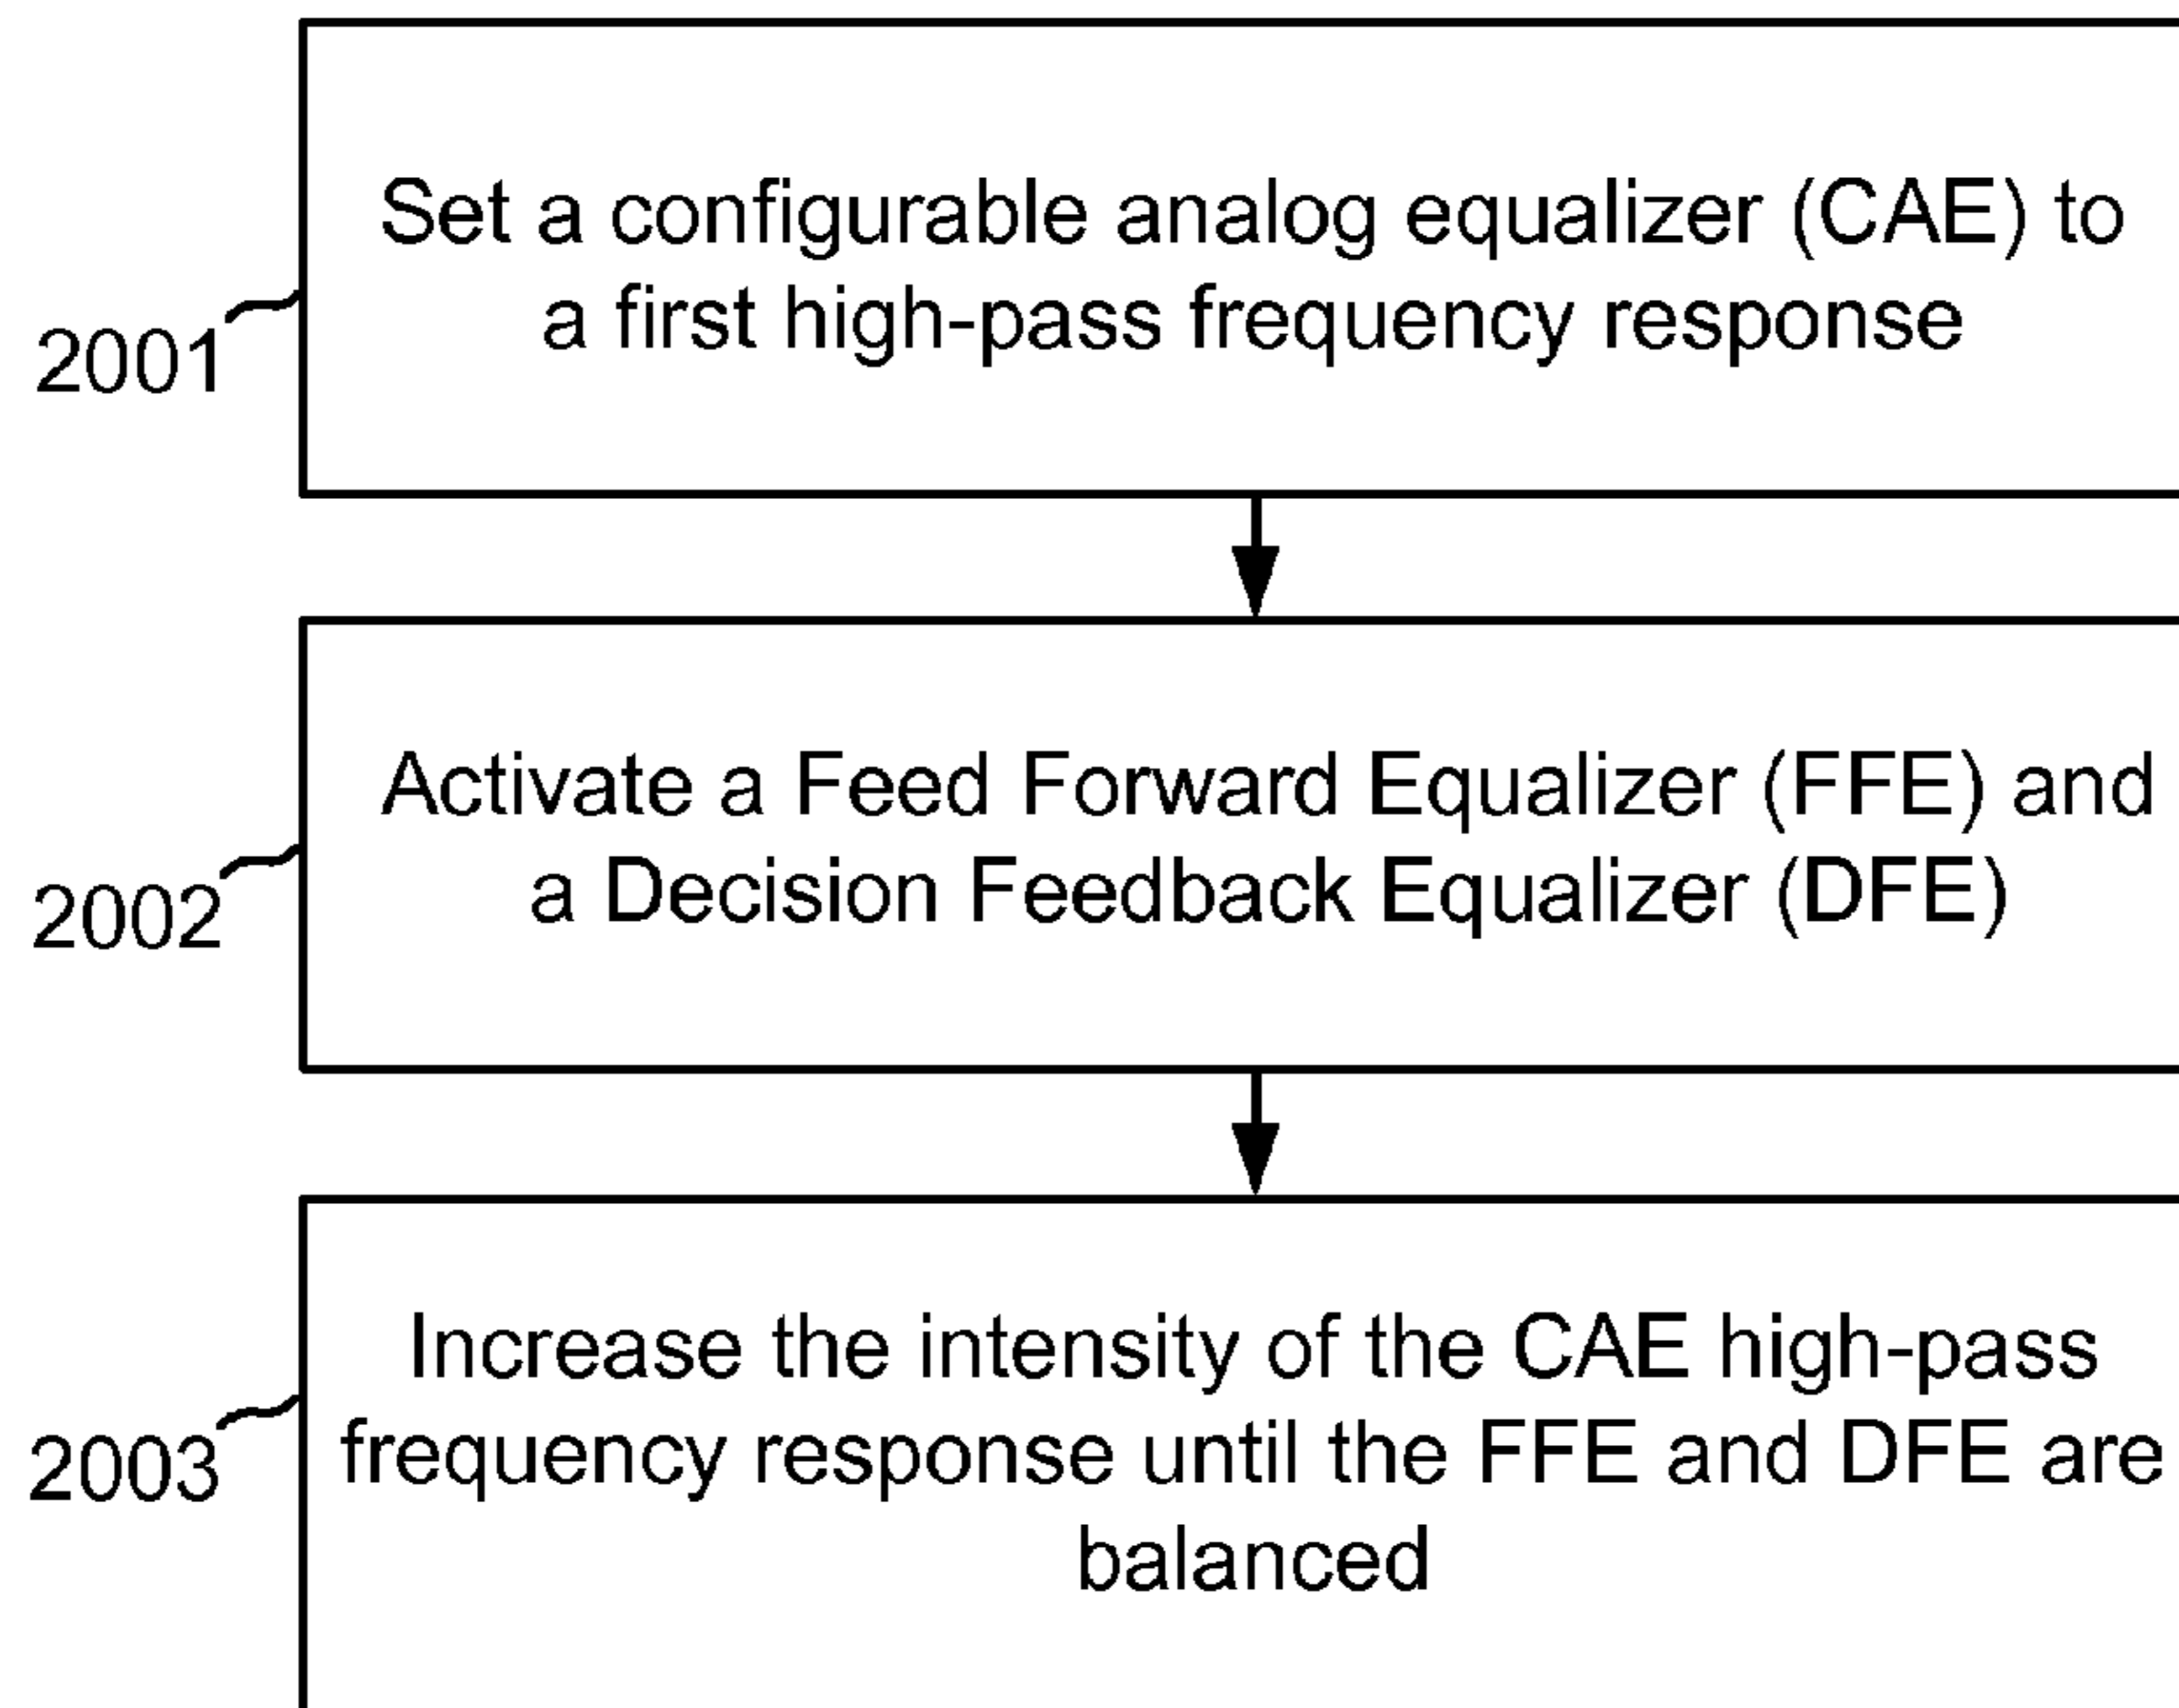 Set a configurable analog equalizer (CAE) to
a first high-pass frequency response
2001
Activate a Feed Forward Equalizer (FFE) and
a Decision Feedback Equalizer (DFE)
2002
Increase the intensity of the CAE high-pass
frequency response until the FFE and DFE are
balanced
2003